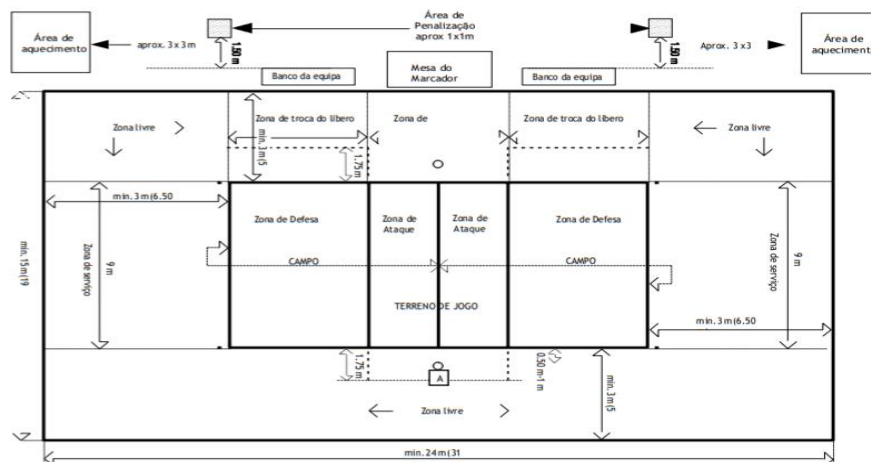 Área de
aquecimento
aprox. 3 x 3 m
1.50 m
Área de
Penalização
aprox 1x1m
1.50 m
Aprox. 3 x 3
Área de
aquecimento
Banco da equipa
Mesa do
Marcador
Banco da equipa
Zona livre
min. 3 m (5
Zona de troca do líbero
Zona de
Zona de troca do líbero
Zona livre
1.75 m
min. 3 m (6.50
Zona de Defesa
Zona de
Ataque
Zona de
Ataque
Zona de Defesa
min. 15 m (19
Zona de serviço
9 m
CAMPO
CAMPO
9 m
Zona de serviço
TERRENO DE JOGO
min. 3 m (6.50
1.75 m
A
0.50 m-1 m
min. 3 m (5
Zona livre
min. 24 m (31